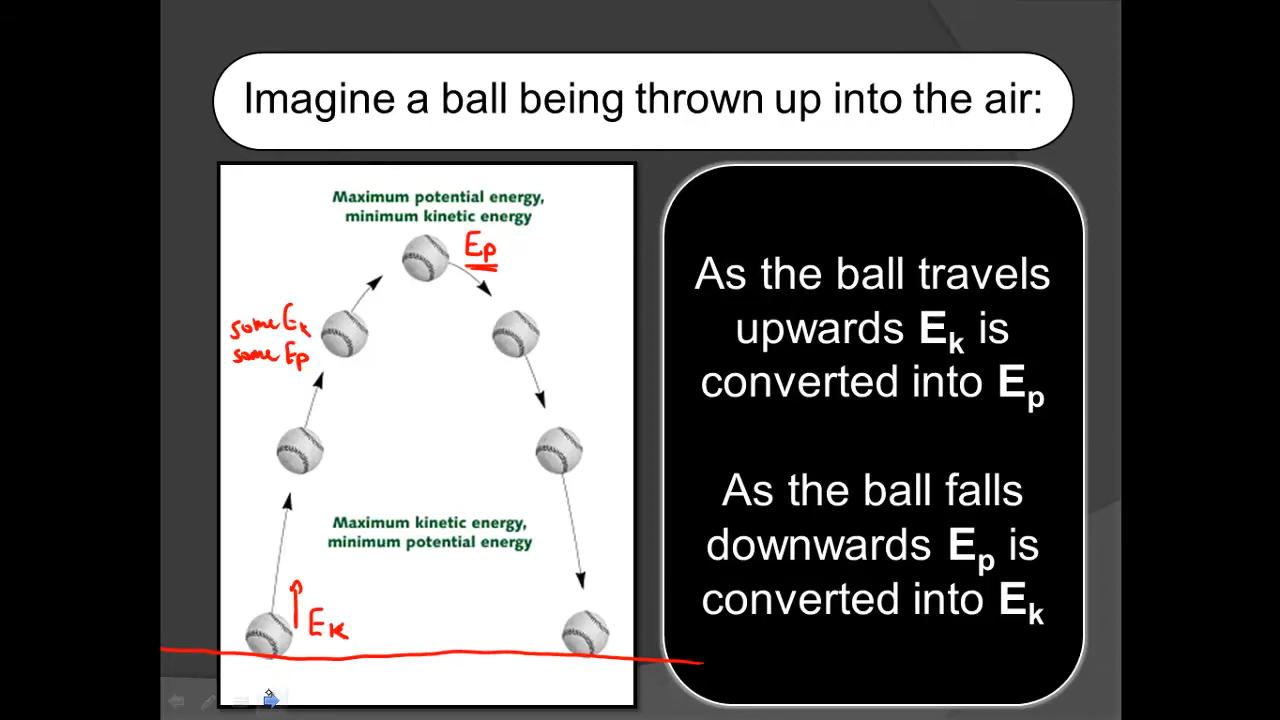 Imagine a ball being thrown up into the air:
Maximum potential energy,
minimum kinetic energy
Ep
some Ek
some Ep
Maximum kinetic energy,
minimum potential energy
Ek
As the ball travels
upwards Ek is
converted into Ep
As the ball falls
downwards Ep is
converted into Ek